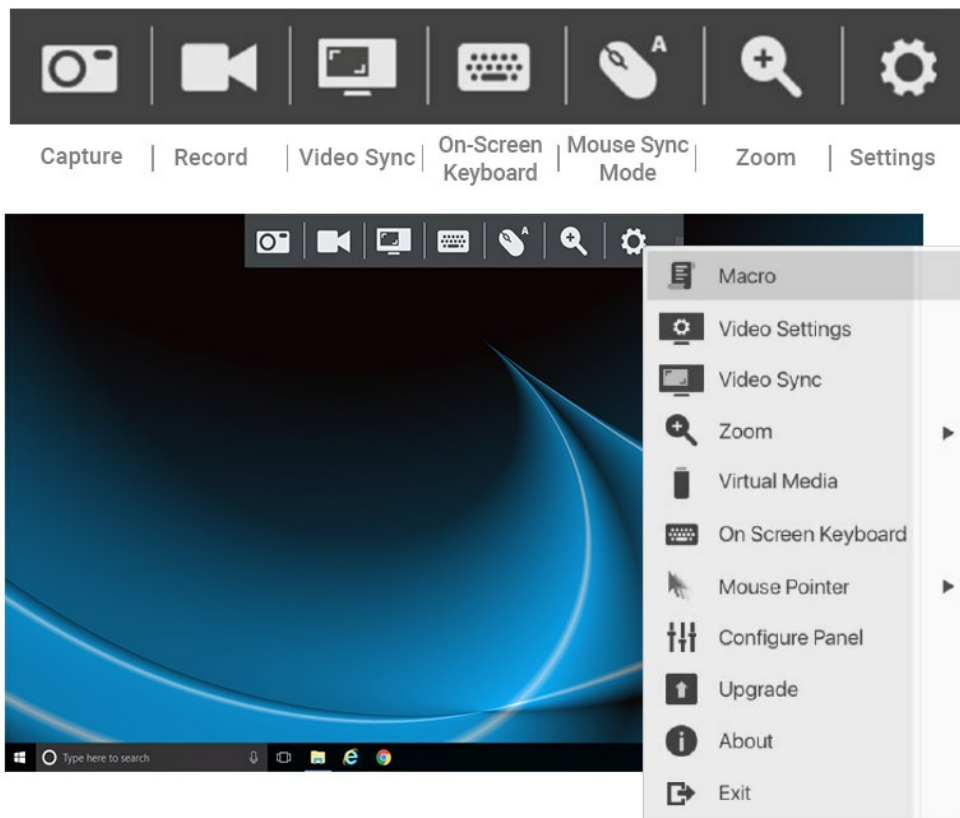 A
Capture | Record | Video Sync | On-Screen Keyboard | Mouse Sync Mode | Zoom | Settings
A
Macro
Video Settings
Video Sync
Zoom
Virtual Media
On Screen Keyboard
Mouse Pointer
Configure Panel
Upgrade
About
Exit
Type here to search